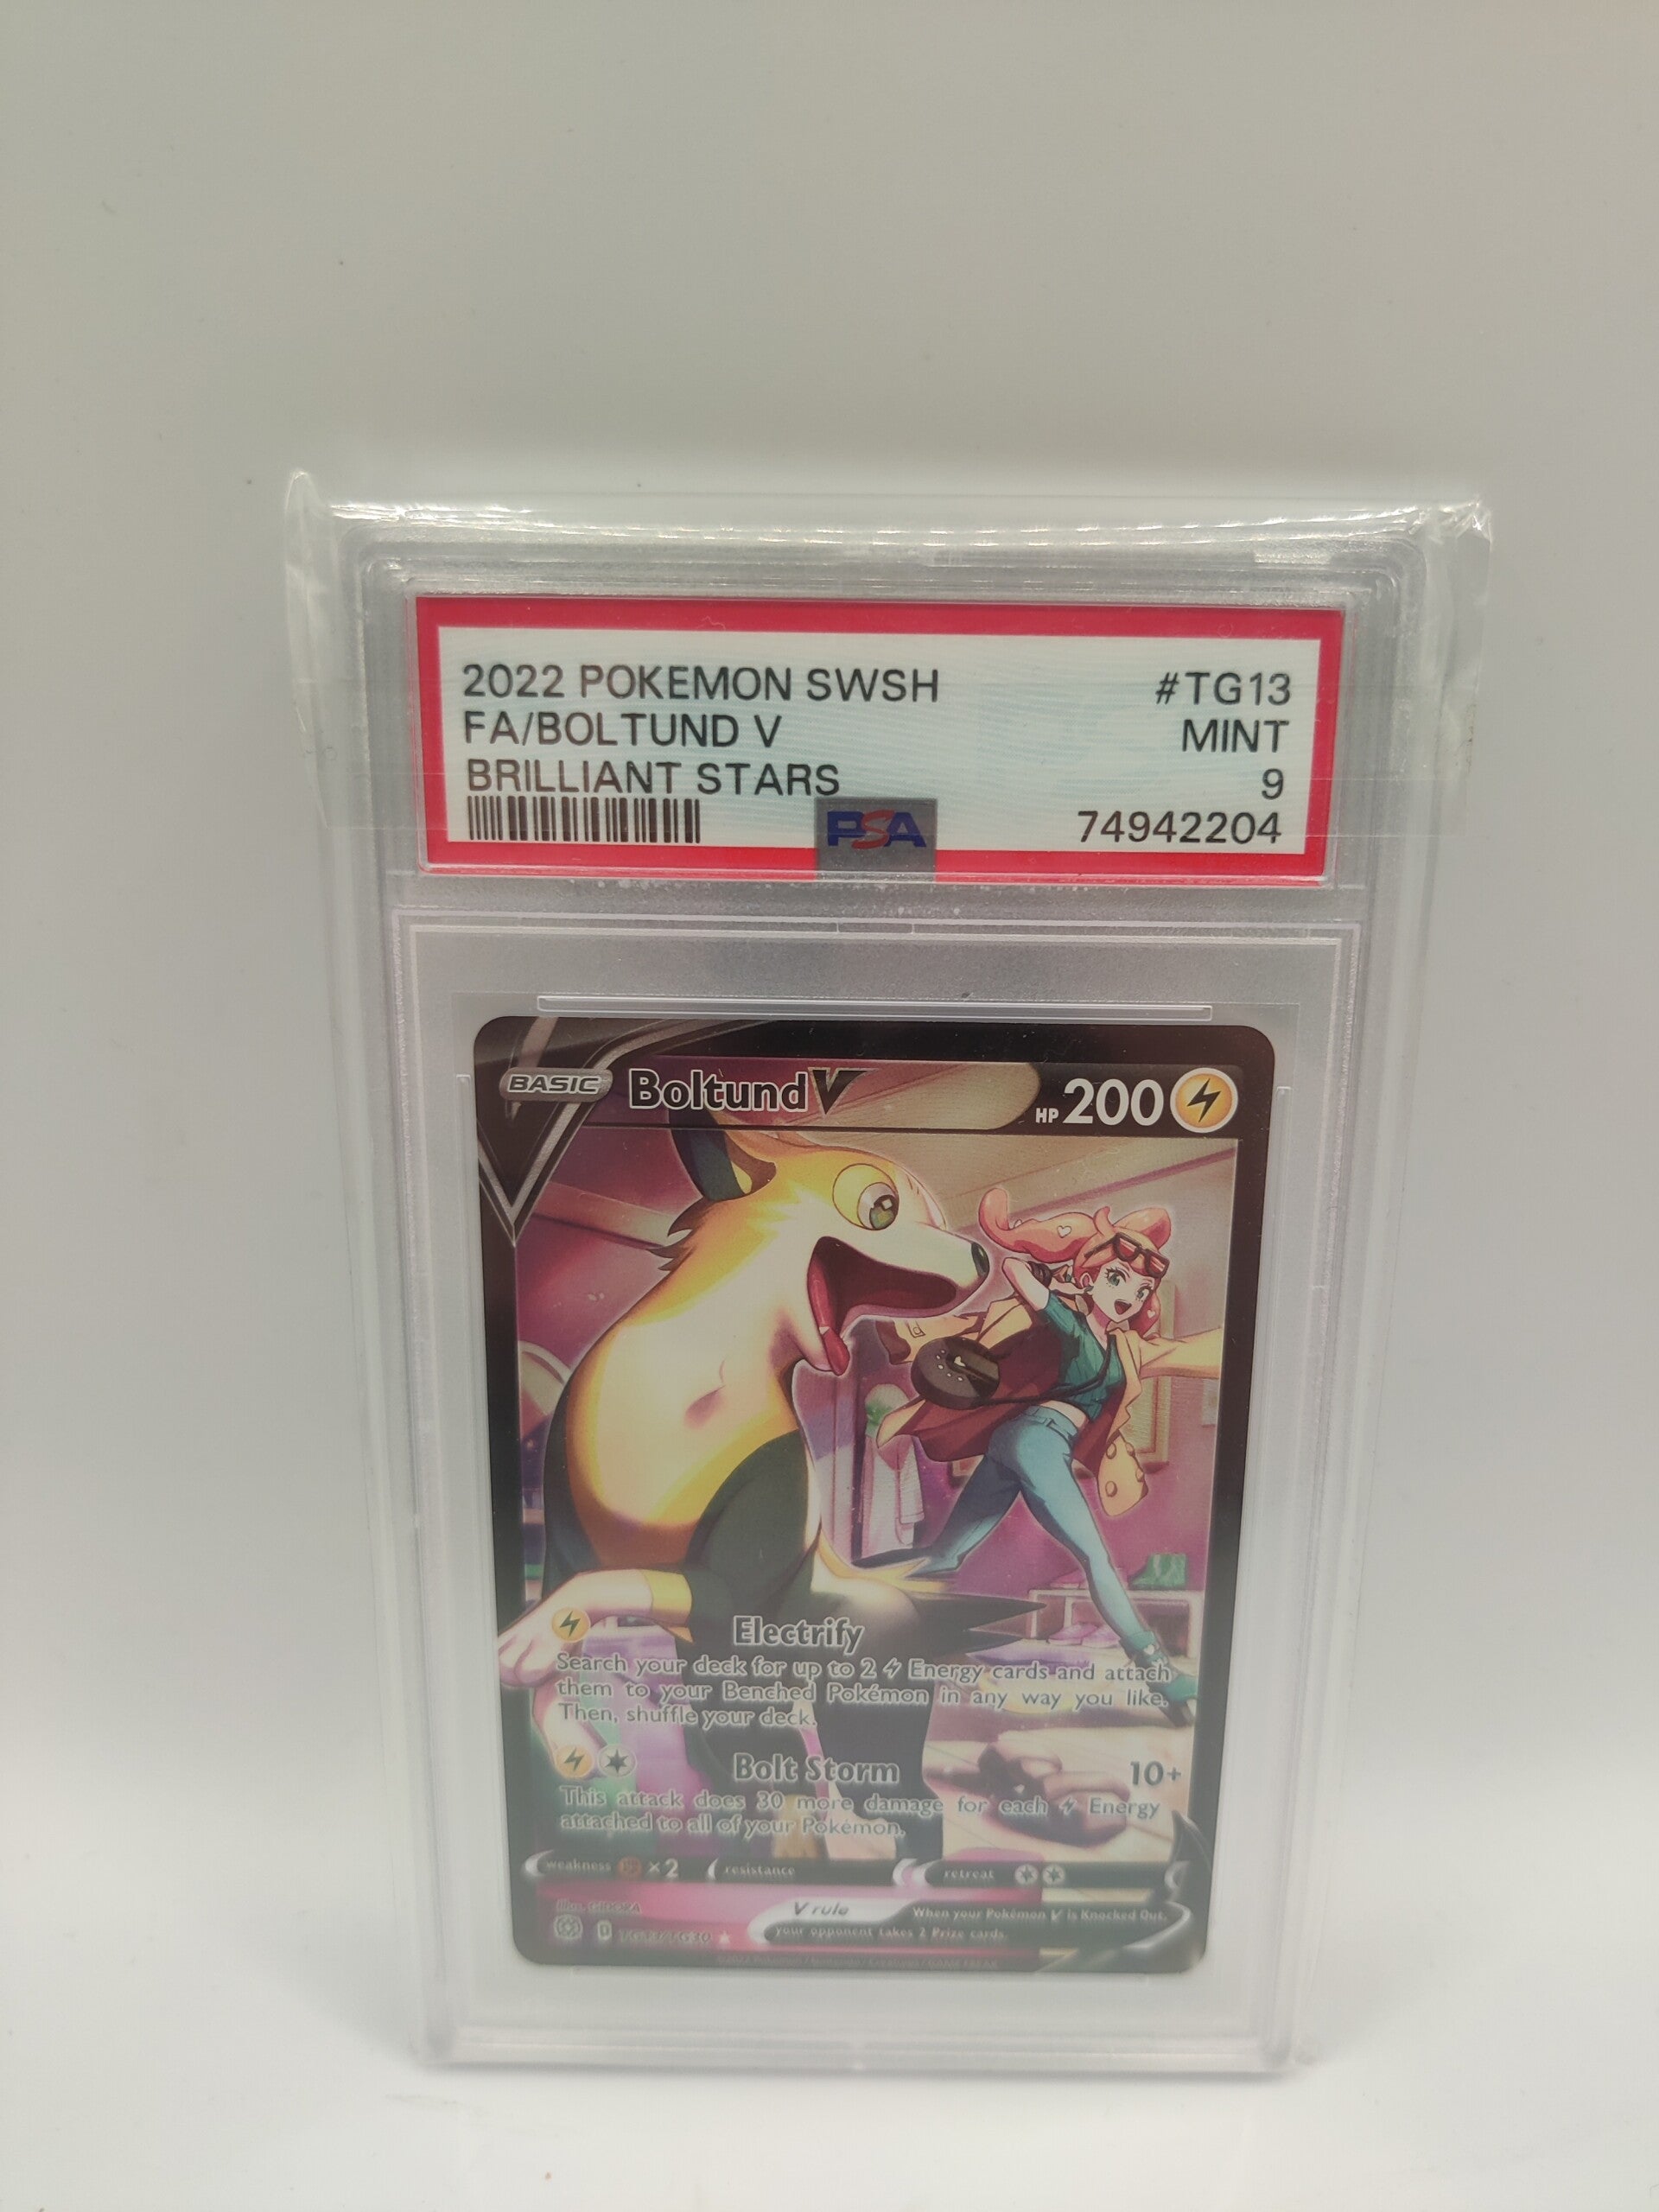 2022 POKEMON SWSH #TG13
FA/BOLTUND V MINT
BRILLIANT STARS 9
PSA 74942204
BASIC Boltund V HP 200
Electrify
Search your deck for up to 2 Energy cards and attach
them to your Benched Pokémon in any way you like.
Then, shuffle your deck.
Bolt Storm 10+
This attack does 30 more damage for each Energy
attached to all of your Pokémon.
weakness ×2 resistance retreat
illus. GIDORA
V rule When your Pokémon V is Knocked Out,
your opponent takes 2 Prize cards.
D TG13/TG30